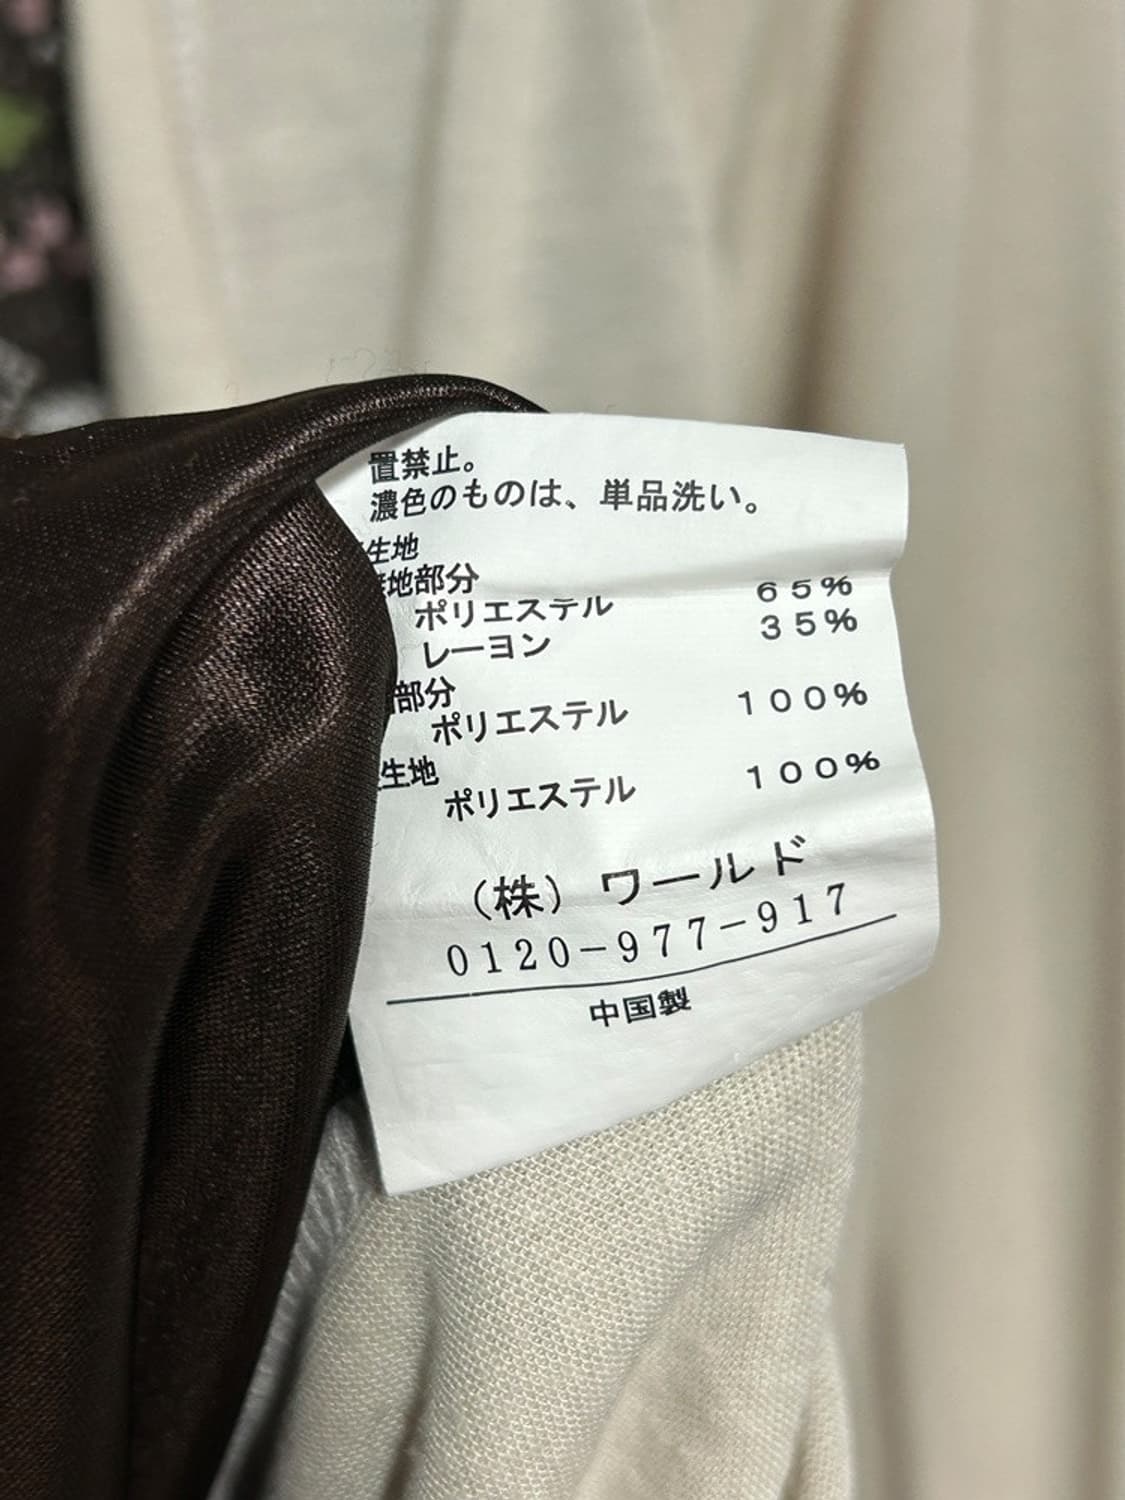 置禁止。
濃色のものは、単品洗い。
生地
地部分
ポリエステル 65%
レーヨン 35%
部分
ポリエステル 100%
生地
ポリエステル 100%
(株) ワールド
0120-977-917
中国製